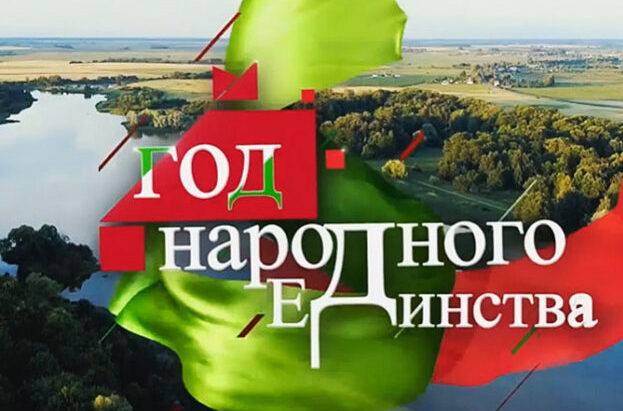 год
народного
Единства